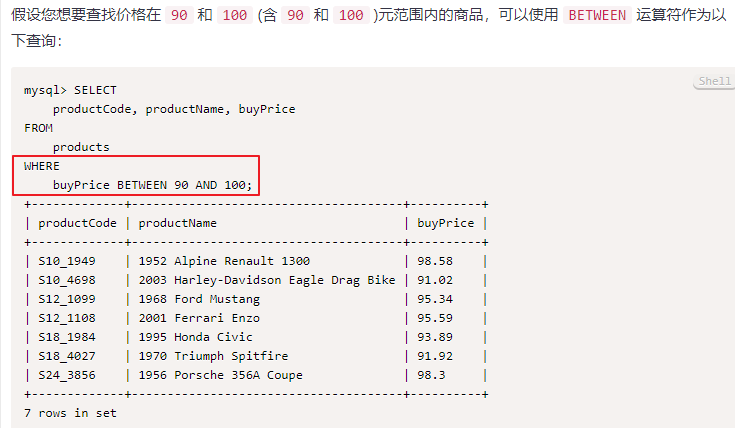 假设您想要查找价格在 90 和 100 (含 90 和 100 )元范围内的商品，可以使用 BETWEEN 运算符作为以
下查询：
Shell
mysql> SELECT
    productCode, productName, buyPrice
FROM
    products
WHERE
    buyPrice BETWEEN 90 AND 100;
+-------------+--------------------------------------+----------+
| productCode | productName                          | buyPrice |
+-------------+--------------------------------------+----------+
| S10_1949    | 1952 Alpine Renault 1300             | 98.58    |
| S10_4698    | 2003 Harley-Davidson Eagle Drag Bike | 91.02    |
| S12_1099    | 1968 Ford Mustang                    | 95.34    |
| S12_1108    | 2001 Ferrari Enzo                    | 95.59    |
| S18_1984    | 1995 Honda Civic                     | 93.89    |
| S18_4027    | 1970 Triumph Spitfire                | 91.92    |
| S24_3856    | 1956 Porsche 356A Coupe              | 98.3     |
+-------------+--------------------------------------+----------+
7 rows in set